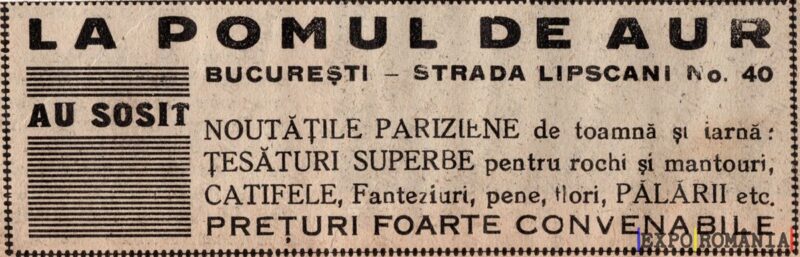 LA POMUL DE AUR
BUCUREȘTI – STRADA LIPSCANI No. 40
AU SOSIT
NOUTĂȚILE PARIZIENE de toamnă și iarnă:
ȚESĂTURI SUPERBE pentru rochi și mantouri,
CATIFELE, Fanteziuri, pene, flori, PĂLĂRII etc.
PREȚURI FOARTE CONVENABILE
EXPO ROMANIA